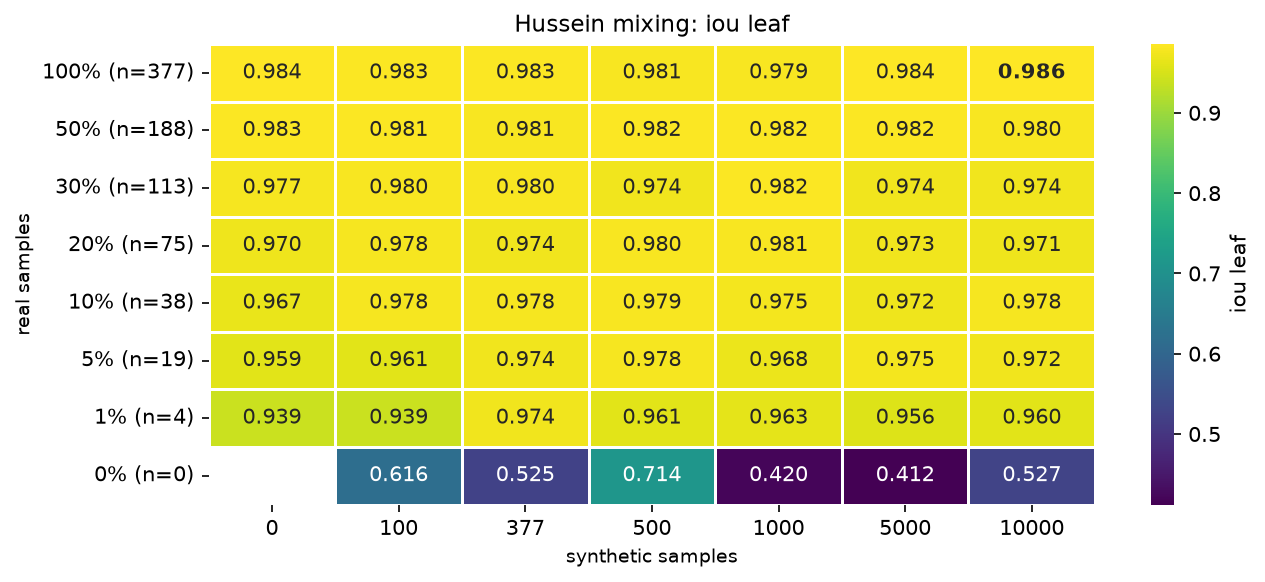 Hussein mixing: iou leaf
100% (n=377) 0.984 0.983 0.983 0.981 0.979 0.984 0.986
50% (n=188) 0.983 0.981 0.981 0.982 0.982 0.982 0.980
30% (n=113) 0.977 0.980 0.980 0.974 0.982 0.974 0.974
20% (n=75) 0.970 0.978 0.974 0.980 0.981 0.973 0.971
10% (n=38) 0.967 0.978 0.978 0.979 0.975 0.972 0.978
5% (n=19) 0.959 0.961 0.974 0.978 0.968 0.975 0.972
1% (n=4) 0.939 0.939 0.974 0.961 0.963 0.956 0.960
0% (n=0) 0.616 0.525 0.714 0.420 0.412 0.527
0 100 377 500 1000 5000 10000
synthetic samples
real samples
0.9
0.8
0.7
0.6
0.5
iou leaf